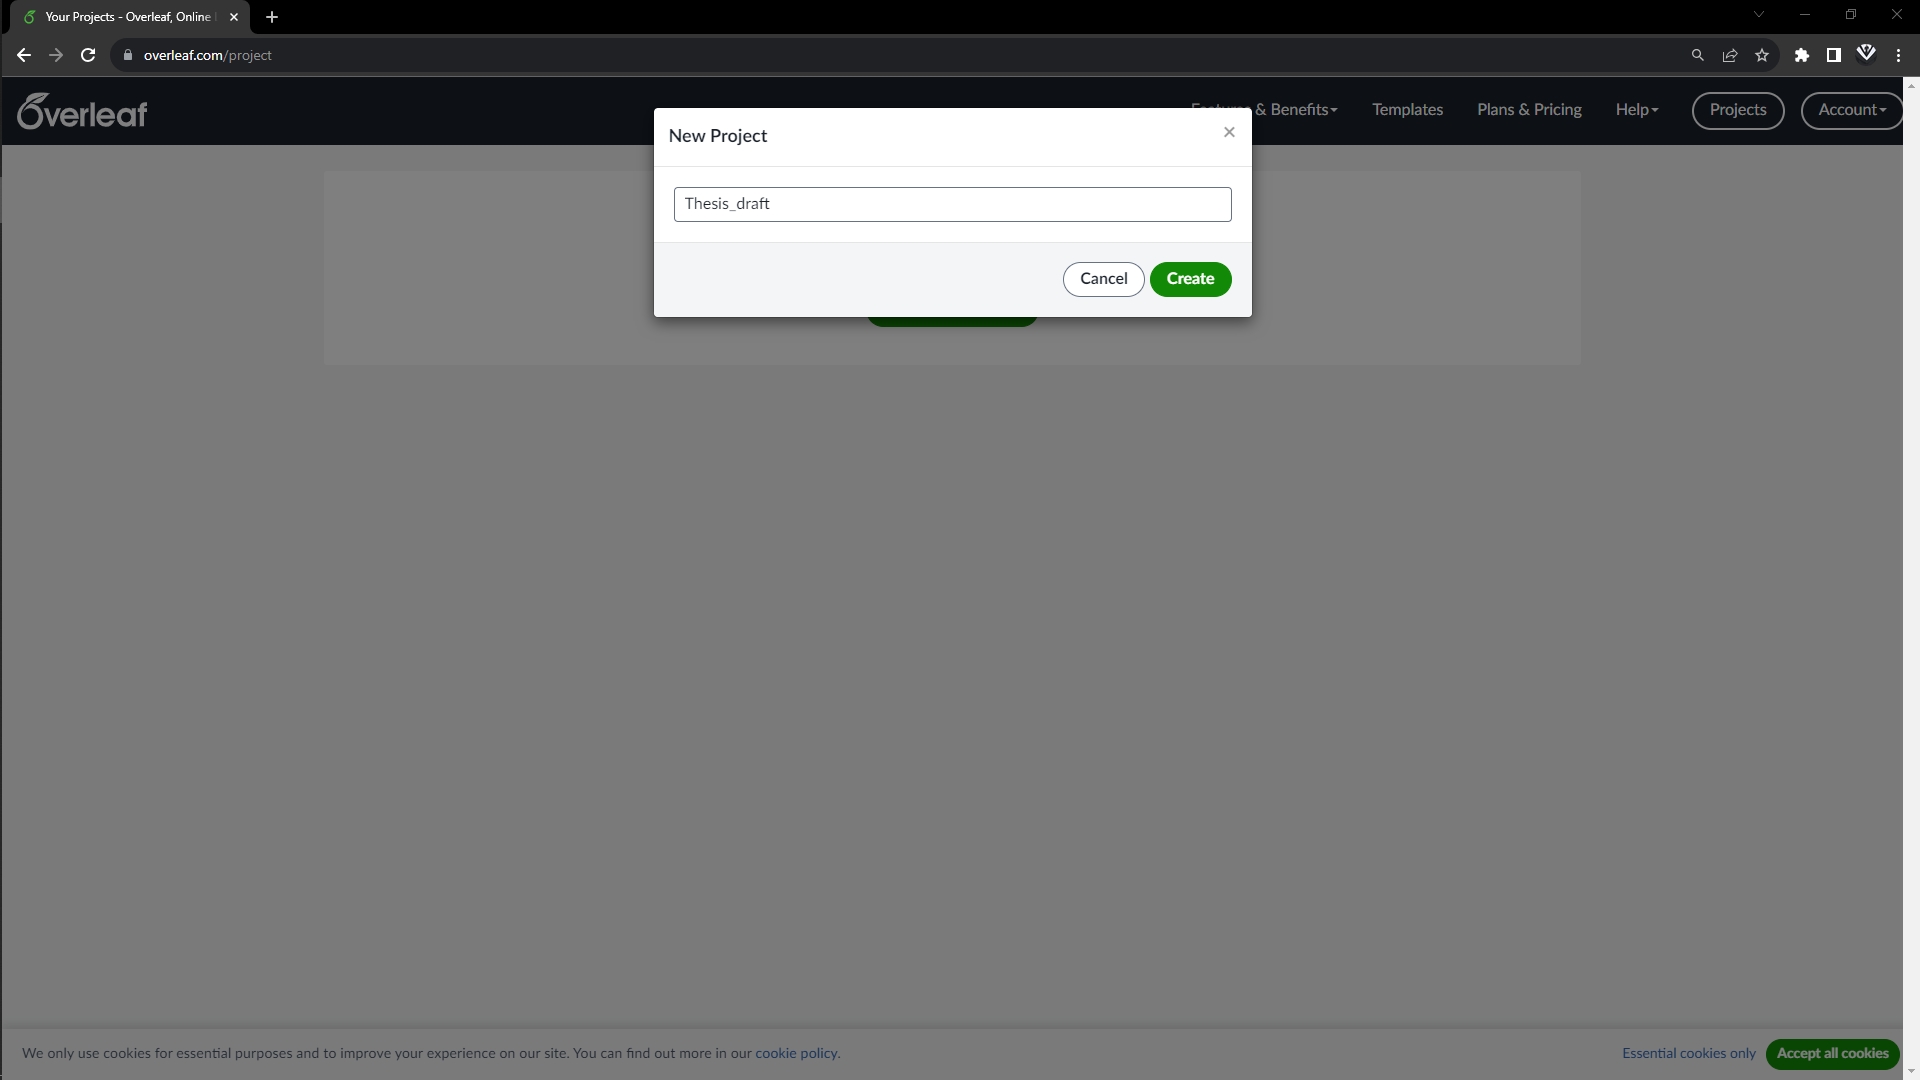 Your Projects - Overleaf, Online
overleaf.com/project
Overleaf
Features & Benefits
Templates
Plans & Pricing
Help
Projects
Account
New Project
Thesis_draft
Cancel
Create
We only use cookies for essential purposes and to improve your experience on our site. You can find out more in our cookie policy.
Essential cookies only
Accept all cookies